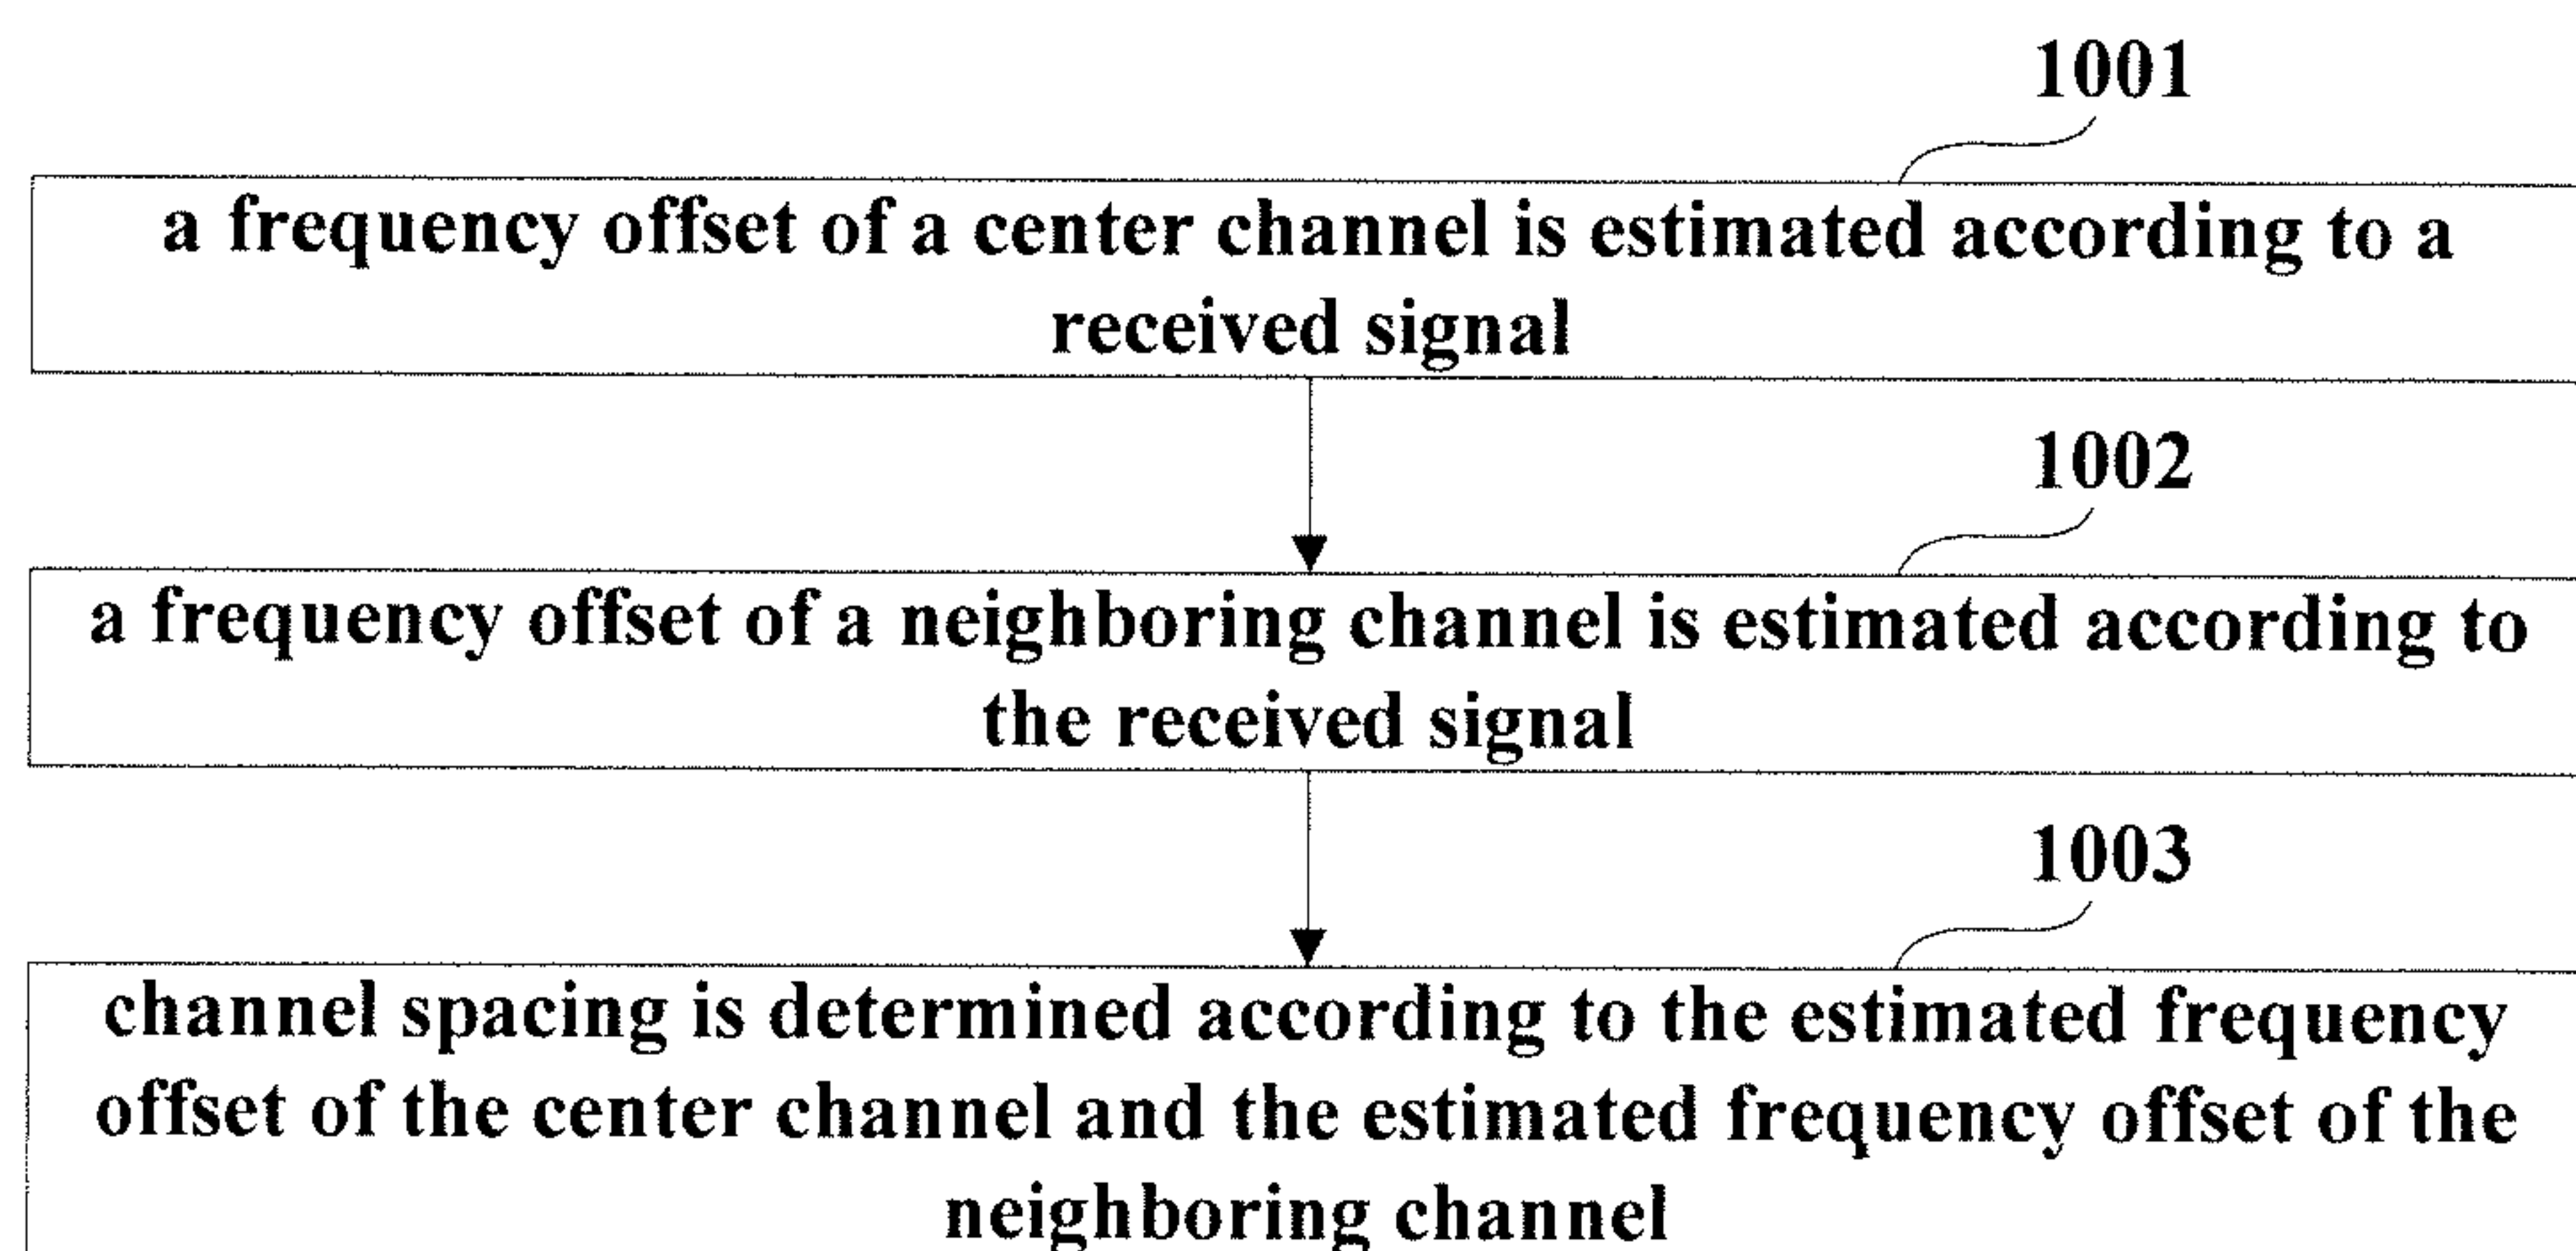 1001
a frequency offset of a center channel is estimated according to a
received signal
1002
a frequency offset of a neighboring channel is estimated according to
the received signal
1003
channel spacing is determined according to the estimated frequency
offset of the center channel and the estimated frequency offset of the
neighboring channel